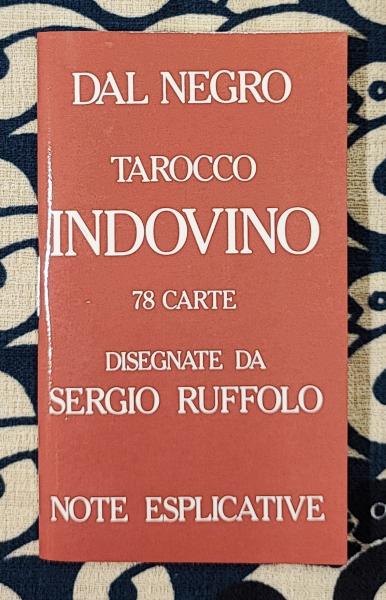 DAL NEGRO
TAROCCO
INDOVINO
78 CARTE
DISEGNATE DA
SERGIO RUFFOLO
NOTE ESPLICATIVE